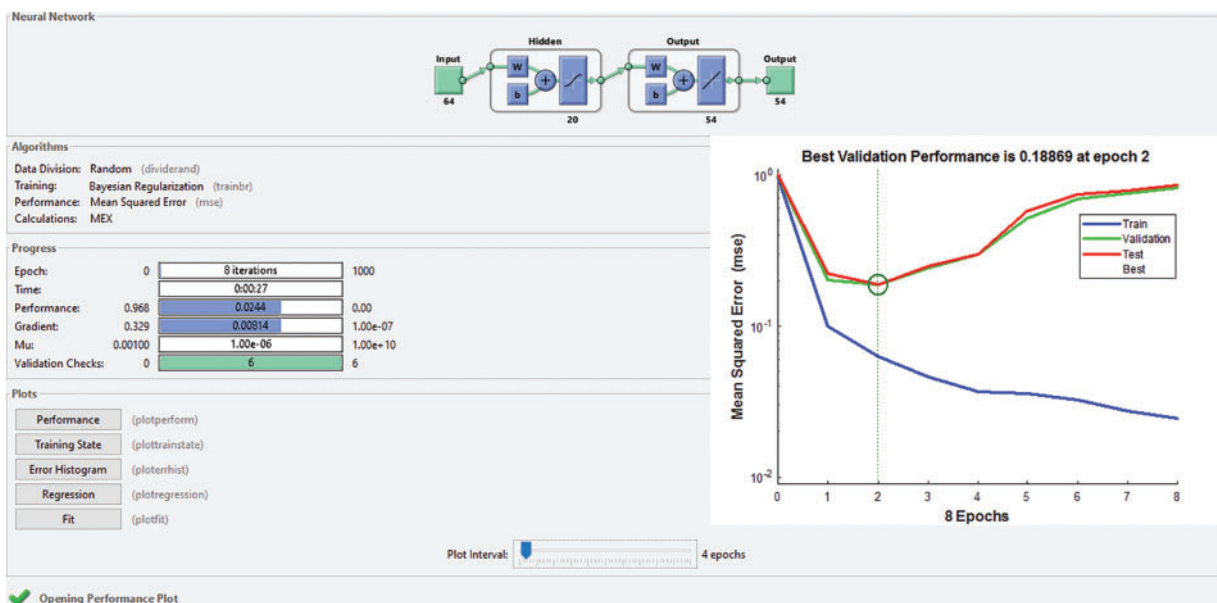 Neural Network
Hidden
Output
Input
W
b
W
b
Output
64
20
54
54
Algorithms
Data Division: Random (dividerand)
Training: Bayesian Regularization (trainbr)
Performance: Mean Squared Error (mse)
Calculations: MEX
Progress
Epoch: 0 8 iterations 1000
Time: 0:00:27
Performance: 0.968 0.0244 0.00
Gradient: 0.329 0.00814 1.00e-07
Mu: 0.00100 1.00e-06 1.00e+10
Validation Checks: 0 6 6
Plots
Performance (plotperform)
Training State (plottrainstate)
Error Histogram (ploterrhist)
Regression (plotregression)
Fit (plotfit)
Plot Interval: 4 epochs
Opening Performance Plot
Best Validation Performance is 0.18869 at epoch 2
Mean Squared Error (mse)
10^0
10^-1
10^-2
Train
Validation
Test
Best
0 1 2 3 4 5 6 7 8
8 Epochs